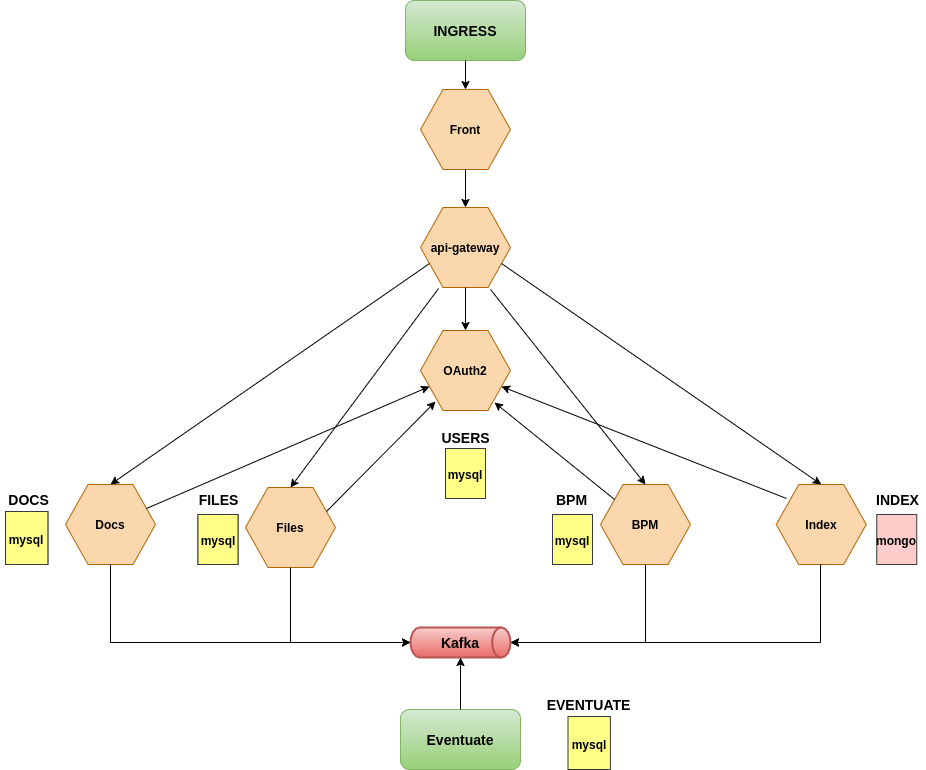 INGRESS
Front
api-gateway
OAuth2
USERS
mysql
DOCS
mysql
Docs
FILES
mysql
Files
BPM
mysql
BPM
Index
INDEX
mongo
Kafka
Eventuate
EVENTUATE
mysql